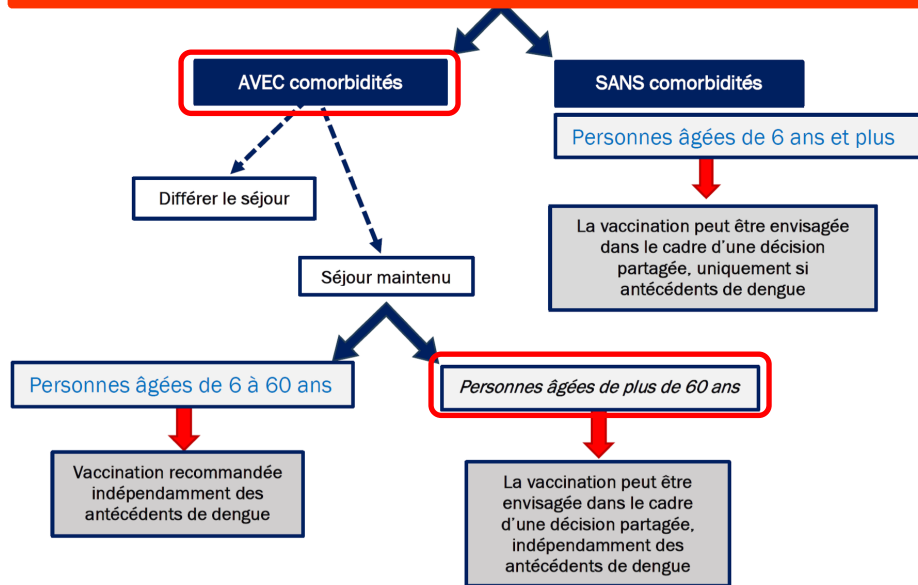 AVEC comorbidités
SANS comorbidités
Personnes âgées de 6 ans et plus
Différer le séjour
La vaccination peut être envisagée
dans le cadre d'une décision
partagée, uniquement si
antécédents de dengue
Séjour maintenu
Personnes âgées de 6 à 60 ans
Personnes âgées de plus de 60 ans
Vaccination recommandée
indépendamment des
antécédents de dengue
La vaccination peut être
envisagée dans le cadre
d'une décision partagée,
indépendamment des
antécédents de dengue